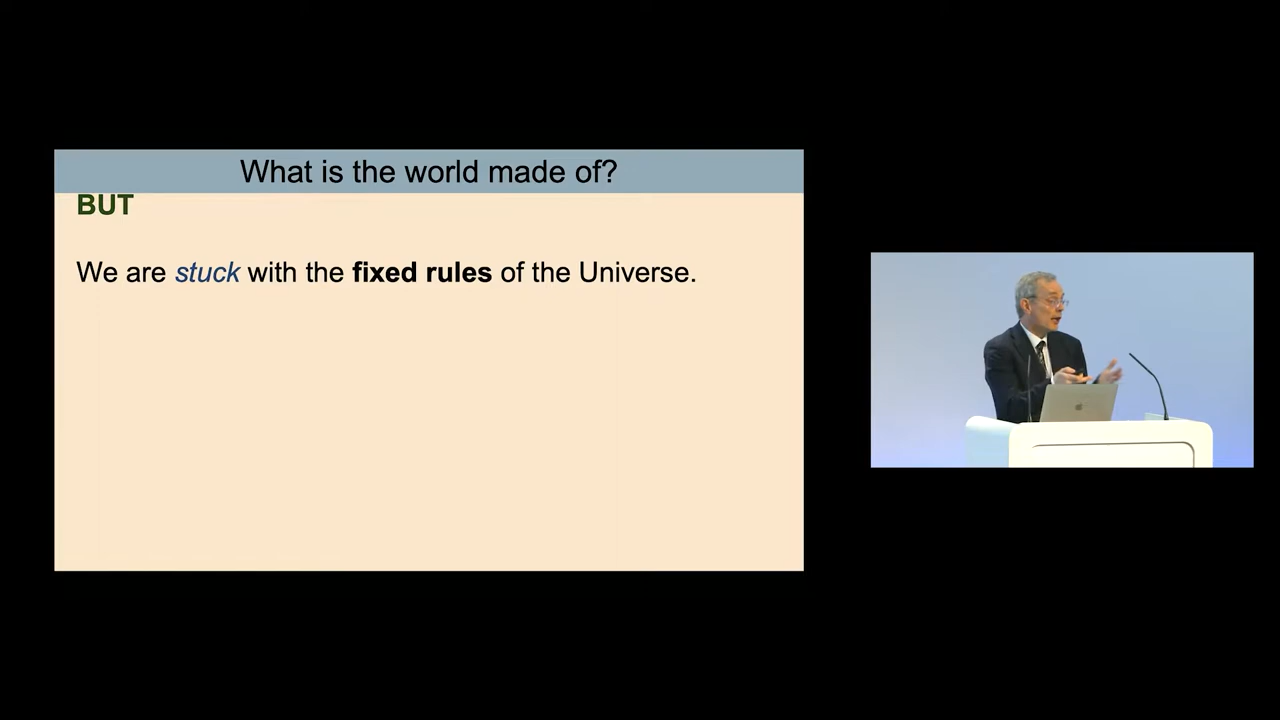 What is the world made of?
BUT
We are stuck with the fixed rules of the Universe.